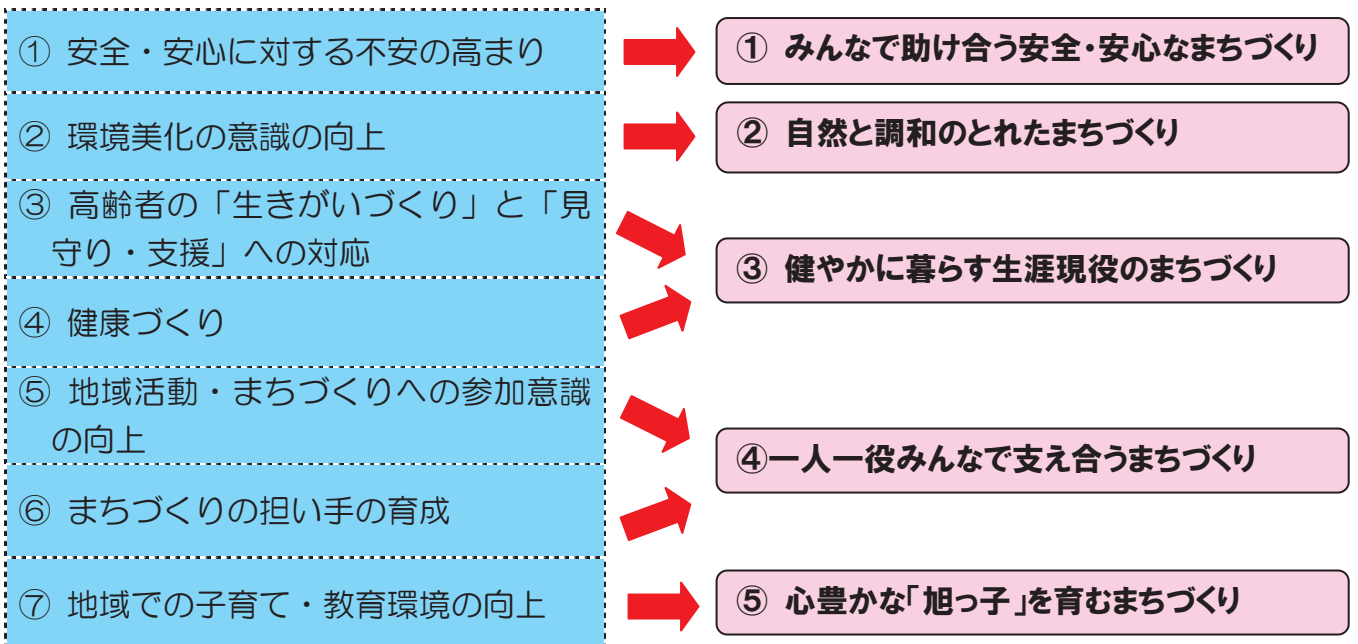 ① 安全・安心に対する不安の高まり
① みんなで助け合う安全・安心なまちづくり
② 環境美化の意識の向上
② 自然と調和のとれたまちづくり
③ 高齢者の「生きがいづくり」と「見
守り・支援」への対応
③ 健やかに暮らす生涯現役のまちづくり
④ 健康づくり
⑤ 地域活動・まちづくりへの参加意識
の向上
④一人一役みんなで支え合うまちづくり
⑥ まちづくりの担い手の育成
⑦ 地域での子育て・教育環境の向上
⑤ 心豊かな「旭っ子」を育むまちづくり